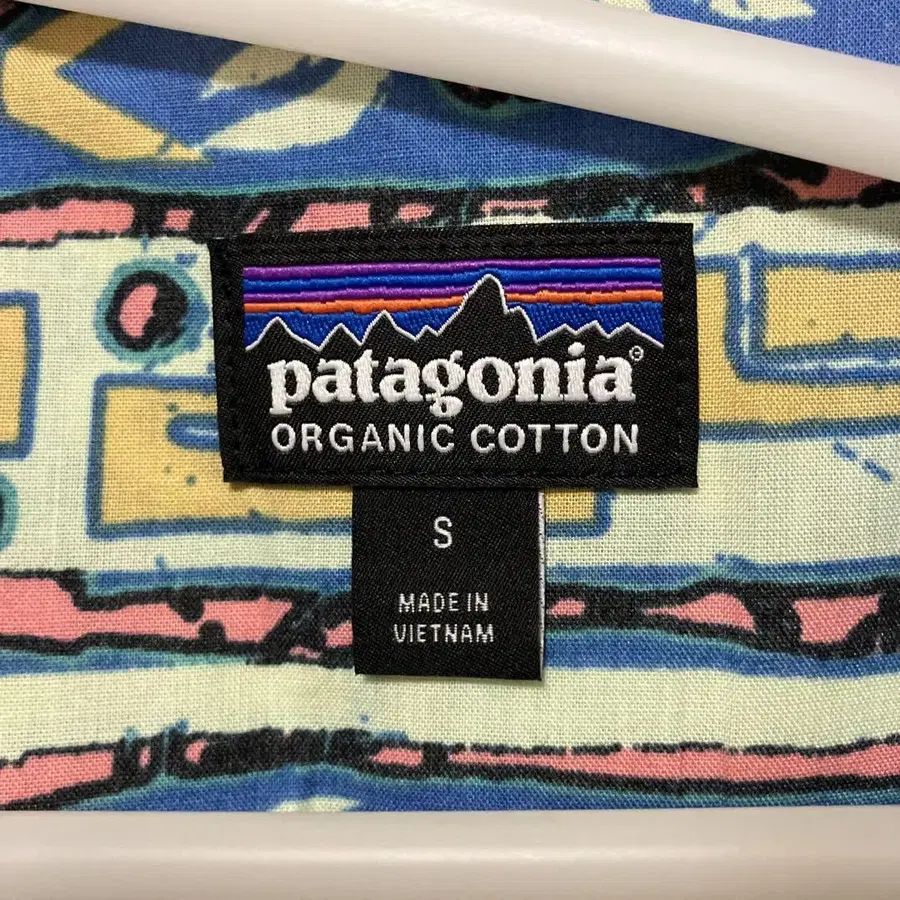 patagonia©
ORGANIC COTTON
S
MADE IN
VIETNAM